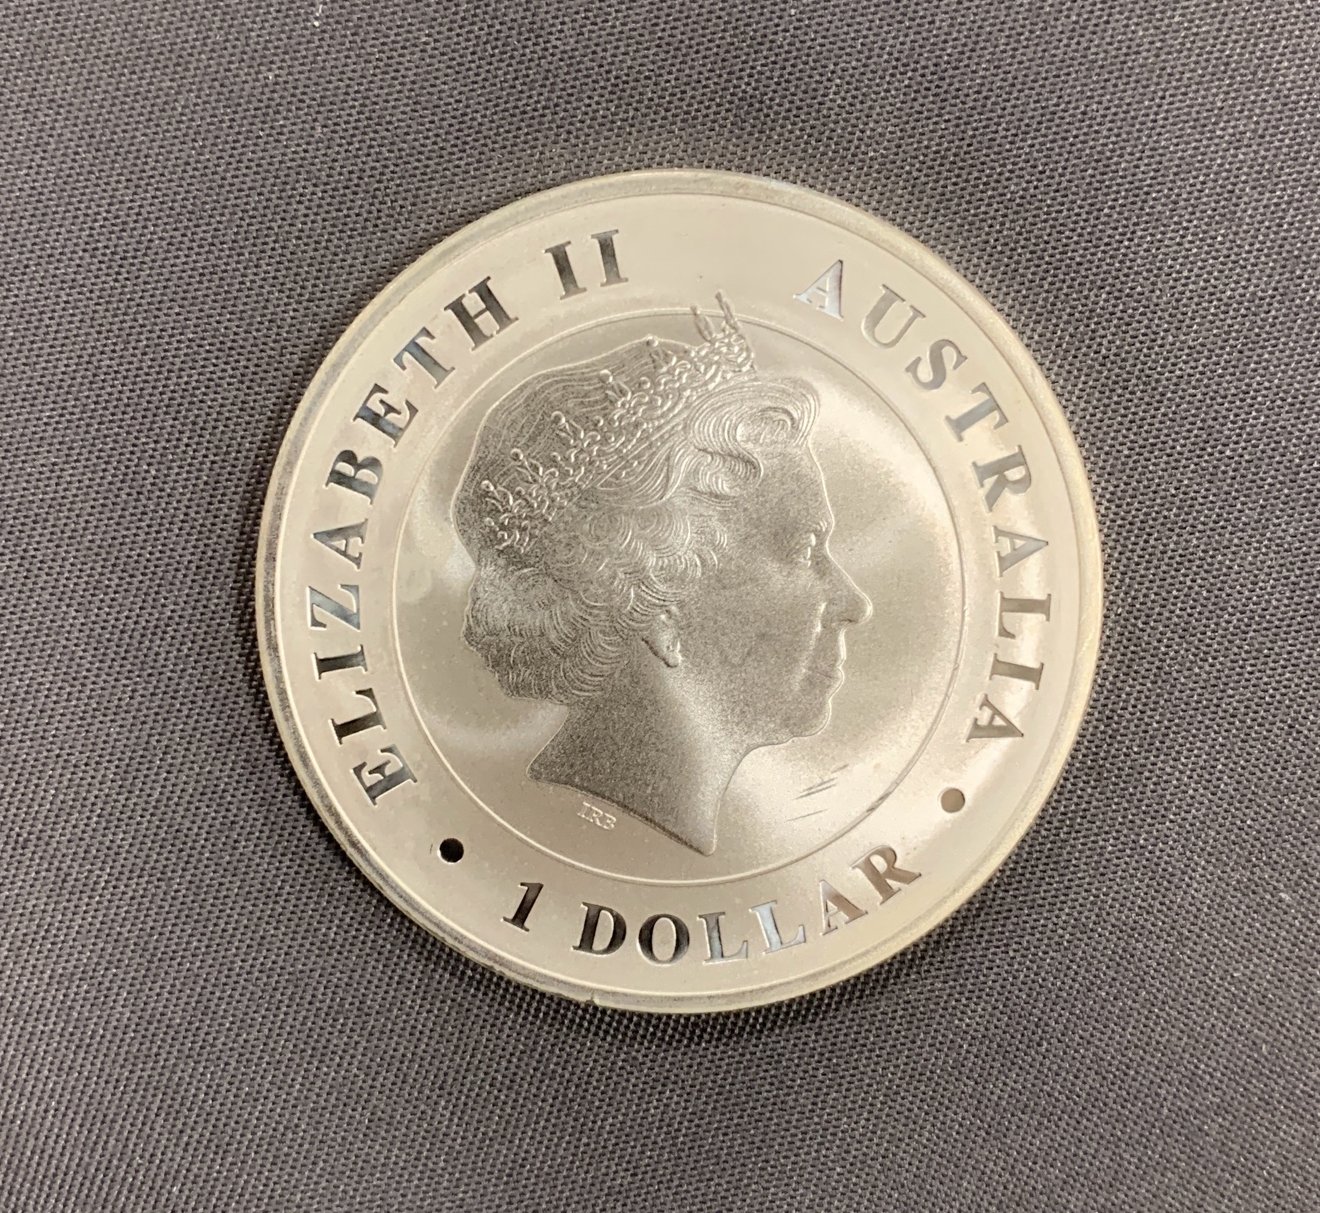 ELIZABETH II AUSTRALIA
• 1 DOLLAR •
IRB